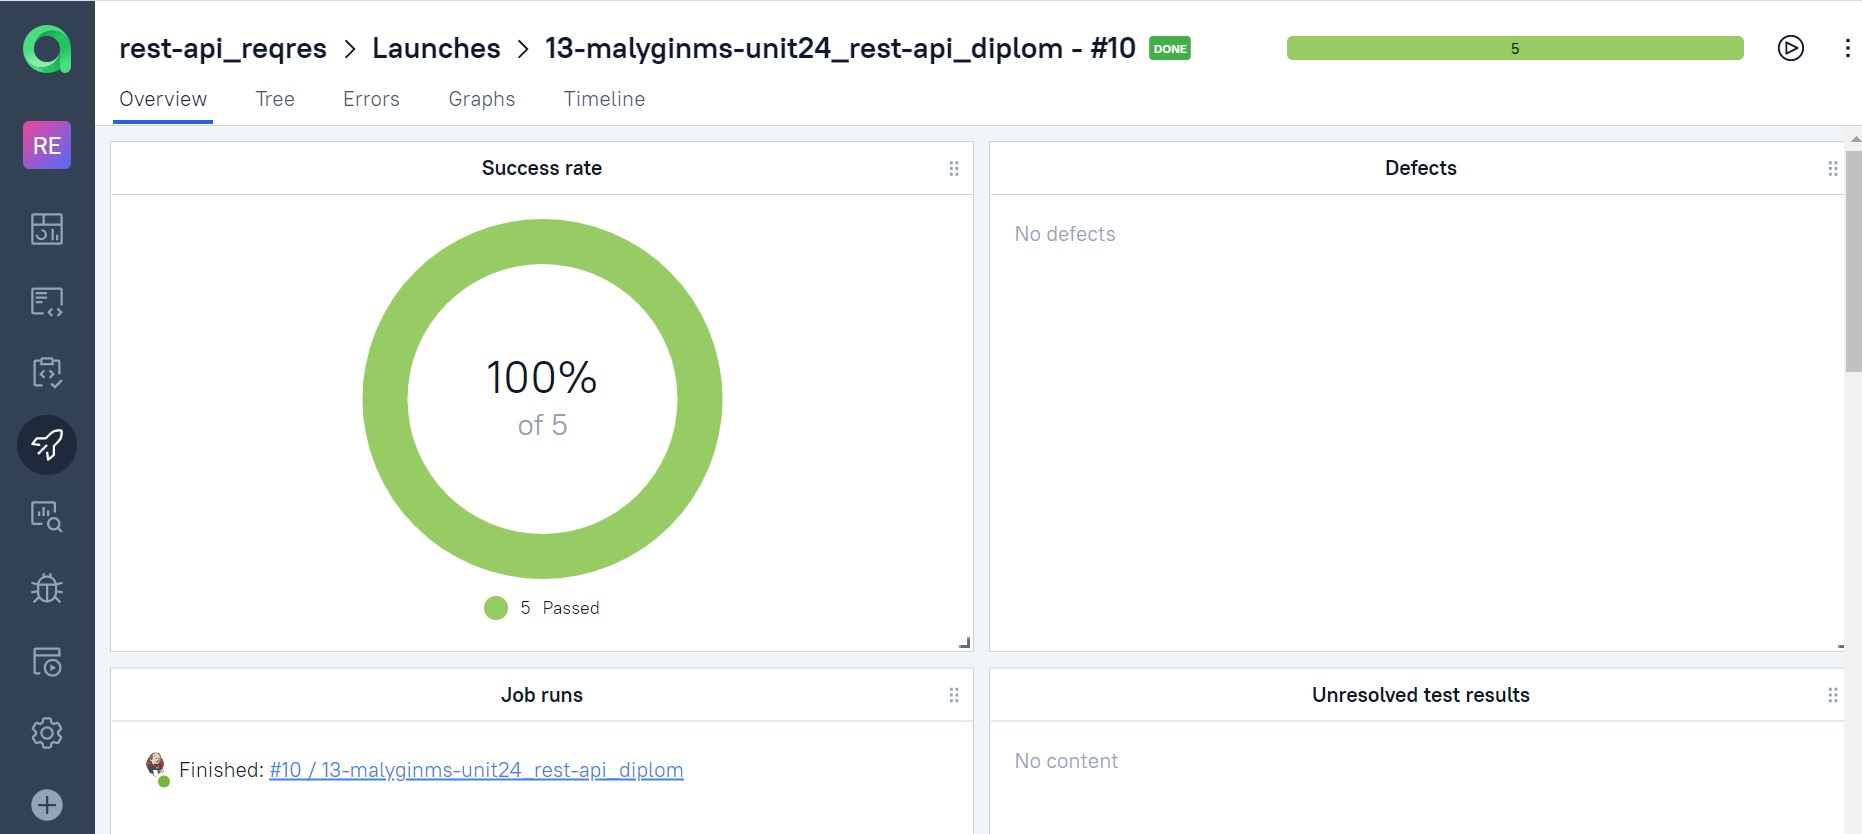 rest-api_reqres > Launches > 13-malyginms-unit24_rest-api_diplom - #10 DONE 5
Overview Tree Errors Graphs Timeline
RE
Success rate
100%
of 5
5 Passed
Defects
No defects
Job runs
Finished: #10 / 13-malyginms-unit24_rest-api_diplom
Unresolved test results
No content